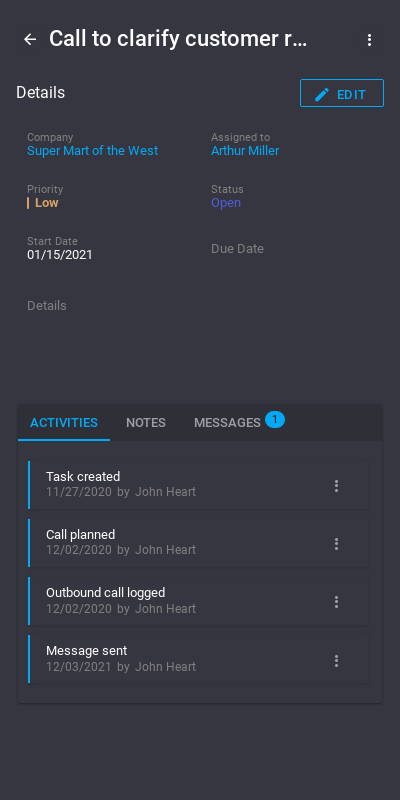 Call to clarify customer r...
Details
EDIT
Company
Super Mart of the West
Assigned to
Arthur Miller
Priority
Low
Status
Open
Start Date
01/15/2021
Due Date
Details
ACTIVITIES
NOTES
MESSAGES 1
Task created
11/27/2020 by John Heart
Call planned
12/02/2020 by John Heart
Outbound call logged
12/02/2020 by John Heart
Message sent
12/03/2021 by John Heart